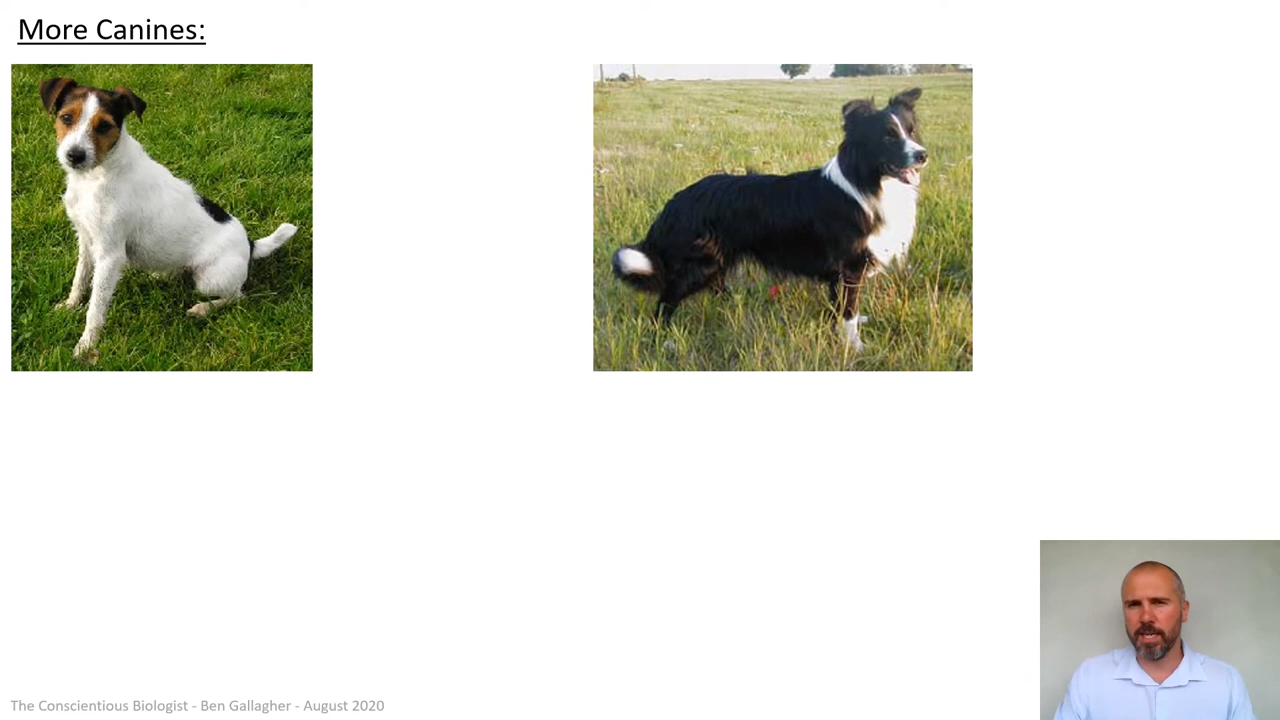 More Canines:
The Conscientious Biologist - Ben Gallagher - August 2020